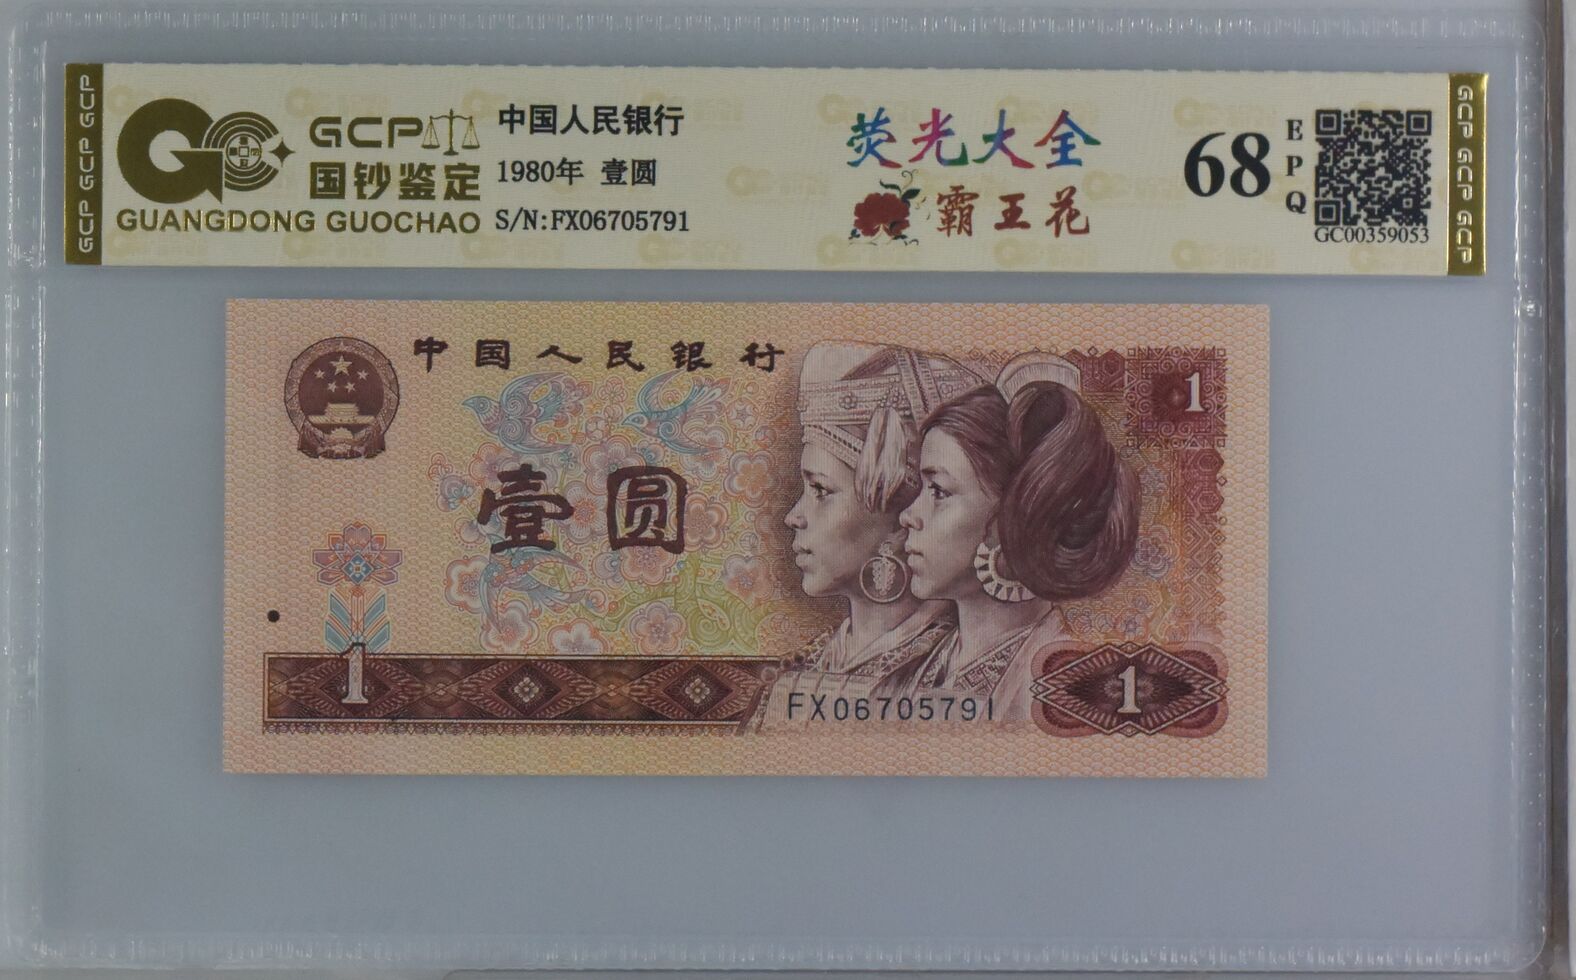 GCP
国钞鉴定
GUANGDONG GUOCHAO
中国人民银行
1980年 壹圆
S/N:FX06705791
荧光大全
霸王花
68
EPQ
GC00359053
GCP GCP GCP
GCP GCP GCP
中国人民银行
1
壹圆
1
FX06705791
1